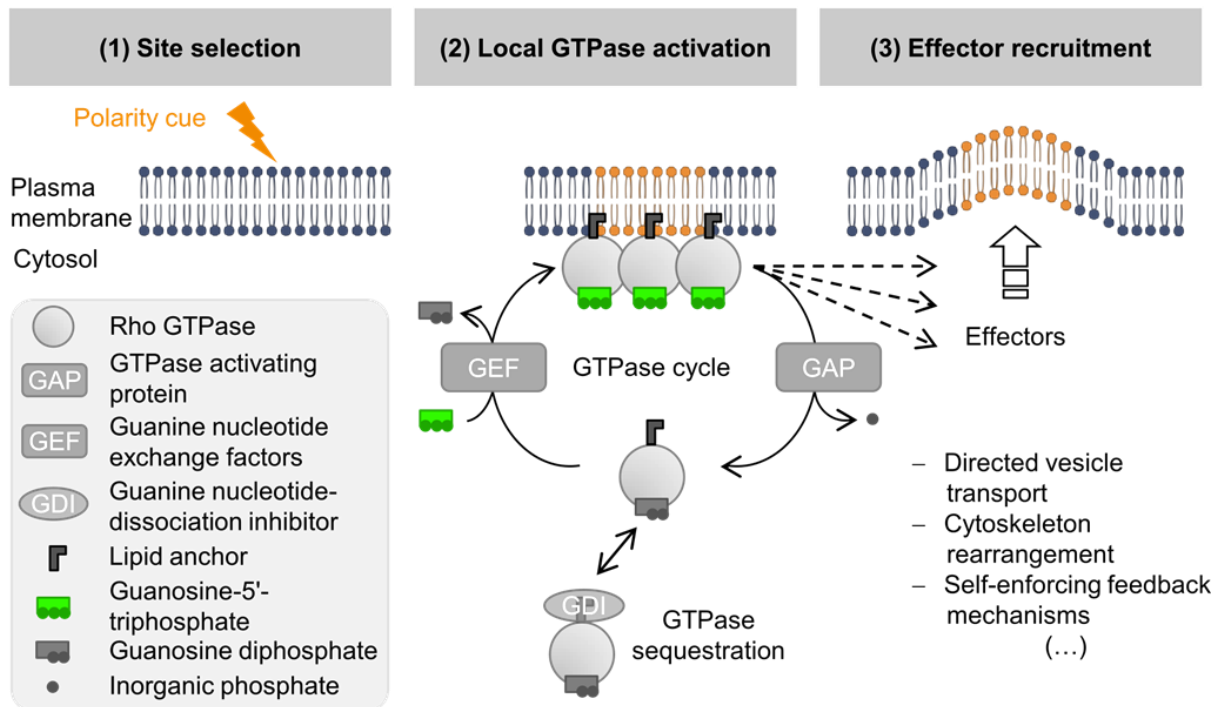 (1) Site selection
(2) Local GTPase activation
(3) Effector recruitment
Polarity cue
Plasma
membrane
Cytosol
Rho GTPase
GAP
GTPase activating
protein
GEF
Guanine nucleotide
exchange factors
GDI
Guanine nucleotide-
dissociation inhibitor
Lipid anchor
Guanosine-5'-
triphosphate
Guanosine diphosphate
Inorganic phosphate
GEF
GTPase cycle
GAP
GDI
GTPase
sequestration
Effectors
– Directed vesicle
transport
– Cytoskeleton
rearrangement
– Self-enforcing feedback
mechanisms
(…)